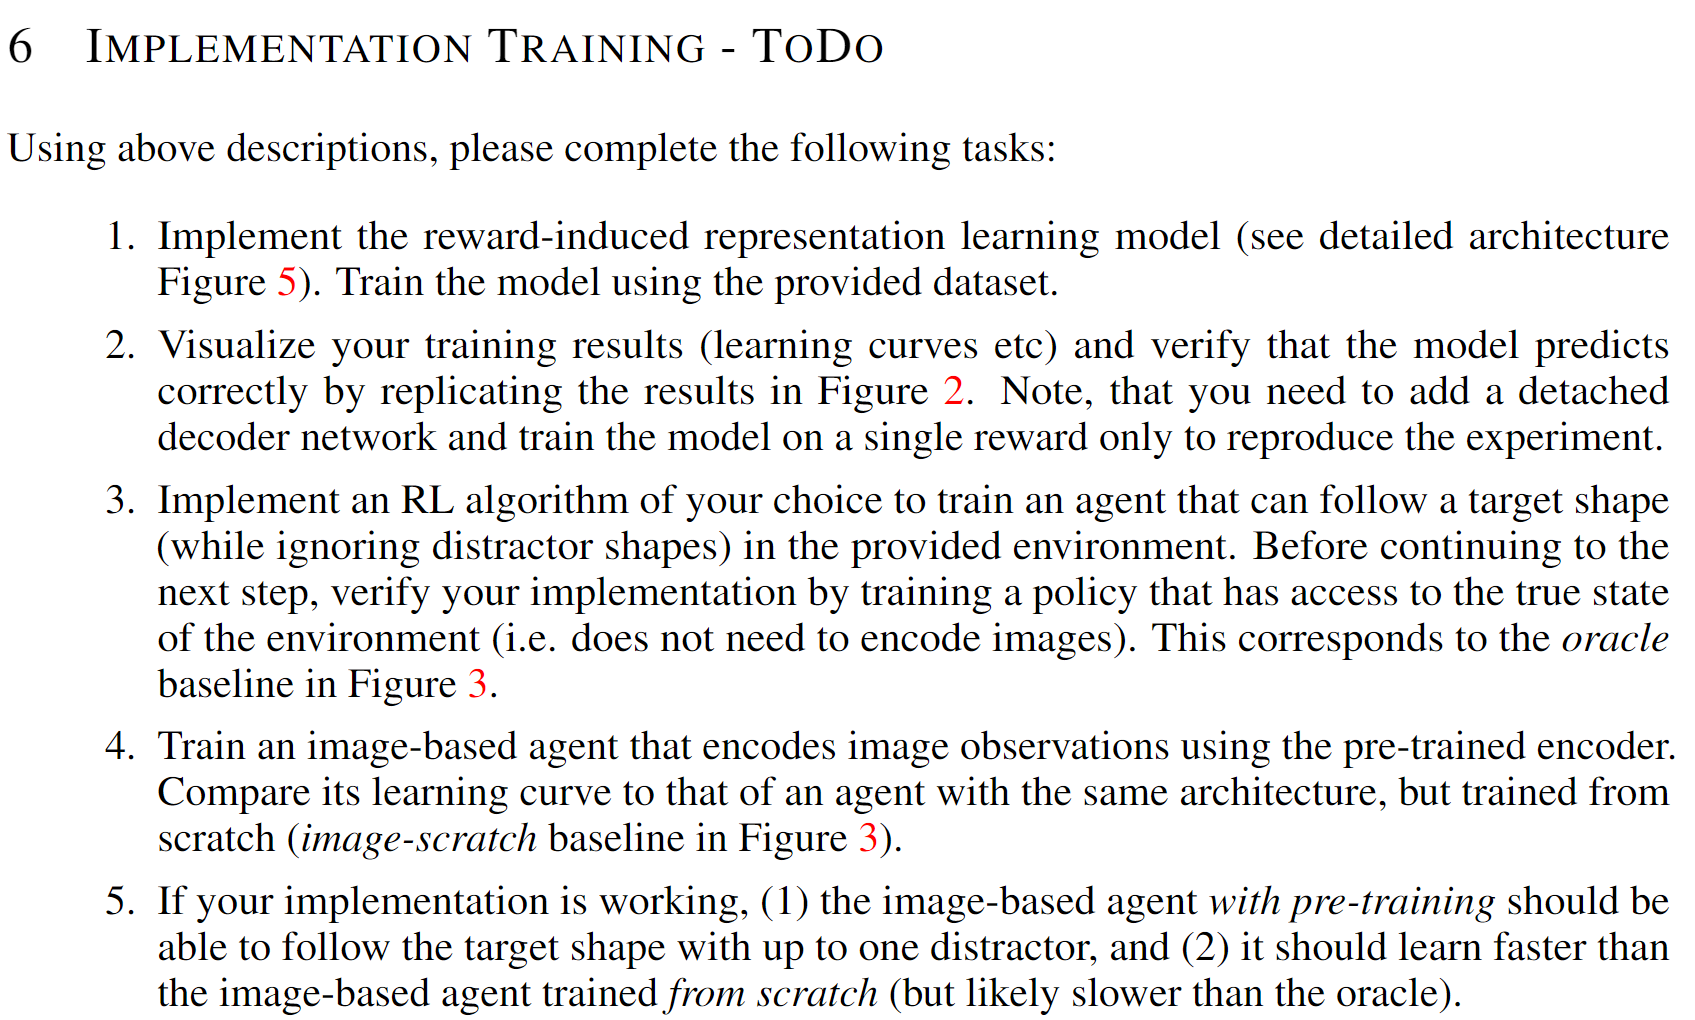 6 IMPLEMENTATION TRAINING - TODO
Using above descriptions, please complete the following tasks:
1. Implement the reward-induced representation learning model (see detailed architecture
Figure 5). Train the model using the provided dataset.
2. Visualize your training results (learning curves etc) and verify that the model predicts
correctly by replicating the results in Figure 2. Note, that you need to add a detached
decoder network and train the model on a single reward only to reproduce the experiment.
3. Implement an RL algorithm of your choice to train an agent that can follow a target shape
(while ignoring distractor shapes) in the provided environment. Before continuing to the
next step, verify your implementation by training a policy that has access to the true state
of the environment (i.e. does not need to encode images). This corresponds to the oracle
baseline in Figure 3.
4. Train an image-based agent that encodes image observations using the pre-trained encoder.
Compare its learning curve to that of an agent with the same architecture, but trained from
scratch (image-scratch baseline in Figure 3).
5. If your implementation is working, (1) the image-based agent with pre-training should be
able to follow the target shape with up to one distractor, and (2) it should learn faster than
the image-based agent trained from scratch (but likely slower than the oracle).